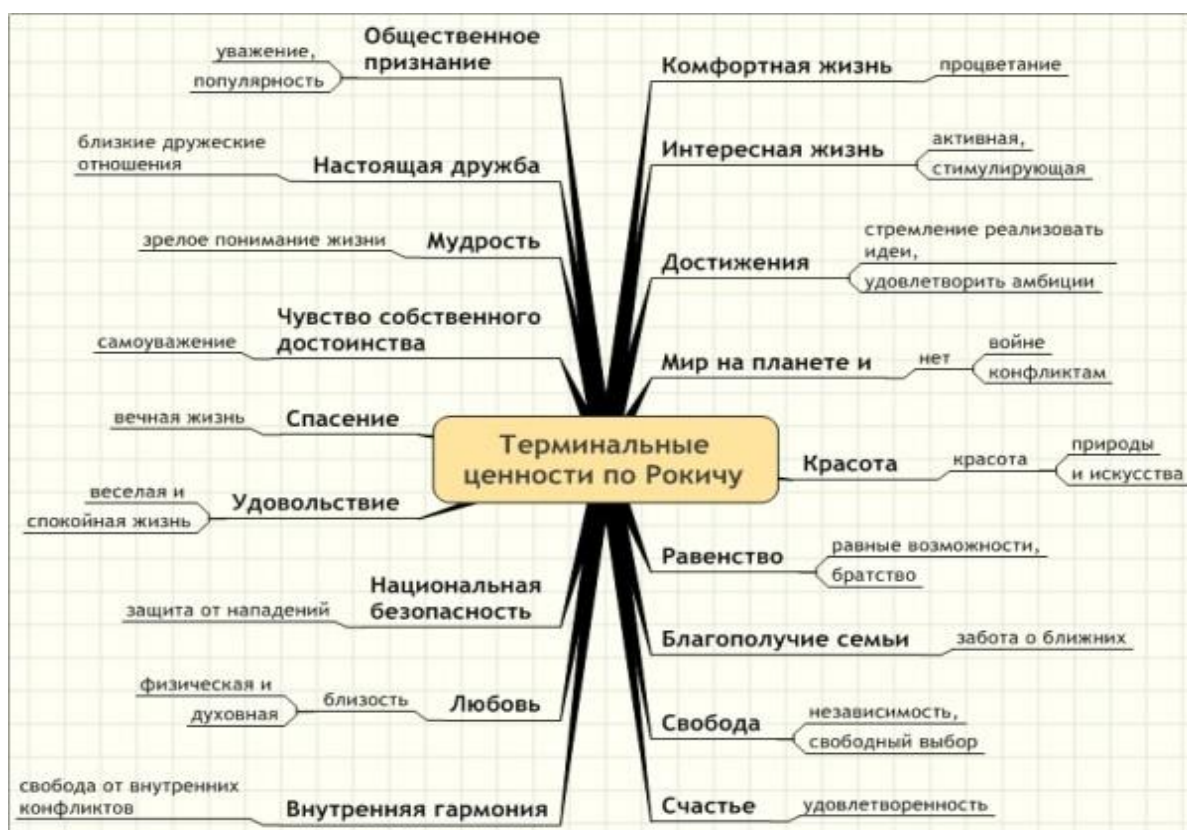 Терминальные
ценности по Рокичу
Комфортная жизнь
процветание
Интересная жизнь
активная,
стимулирующая
Достижения
стремление реализовать
идеи,
удовлетворить амбиции
Мир на планете и
нет
войне
конфликтам
Красота
красота
природы
и искусства
Равенство
равные возможности,
братство
Благополучие семьи
забота о ближних
Свобода
независимость,
свободный выбор
Счастье
удовлетворенность
Общественное
признание
уважение,
популярность
Настоящая дружба
близкие дружеские
отношения
Мудрость
зрелое понимание жизни
Чувство собственного
достоинства
самоуважение
Спасение
вечная жизнь
Удовольствие
веселая и
спокойная жизнь
Национальная
безопасность
защита от нападений
Любовь
близость
физическая и
духовная
Внутренняя гармония
свобода от внутренних
конфликтов